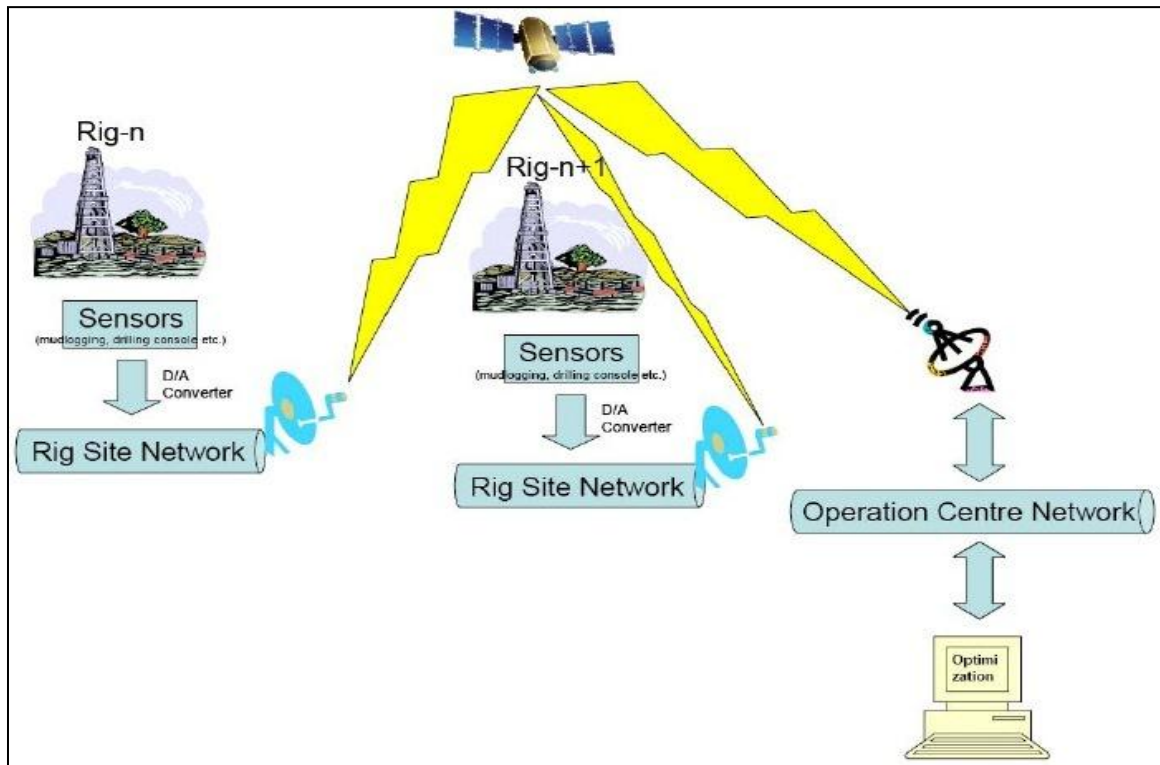 Rig-n
Sensors
(mudlogging, drilling console etc.)
D/A
Converter
Rig Site Network
Rig-n+1
Sensors
(mudlogging, drilling console etc.)
D/A
Converter
Rig Site Network
Operation Centre Network
Optimi
zation